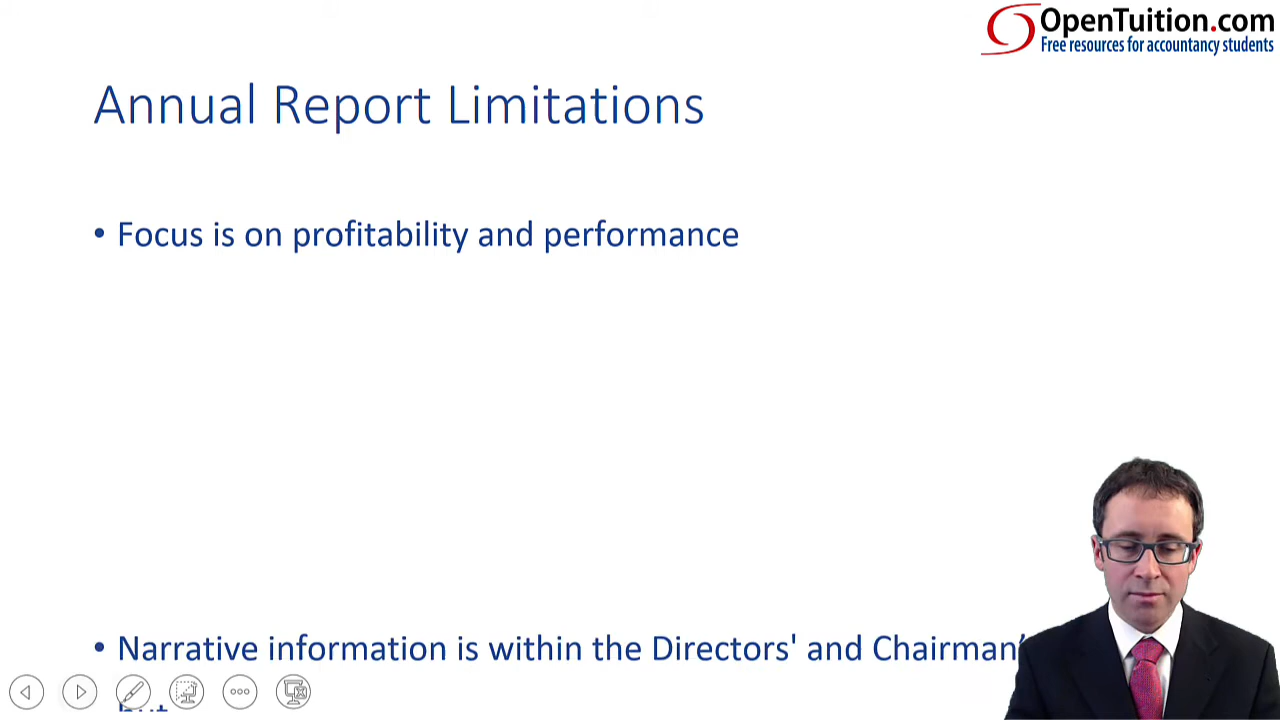 OpenTuition.com
Free resources for accountancy students
Annual Report Limitations
• Focus is on profitability and performance
• Narrative information is within the Directors' and Chairman's